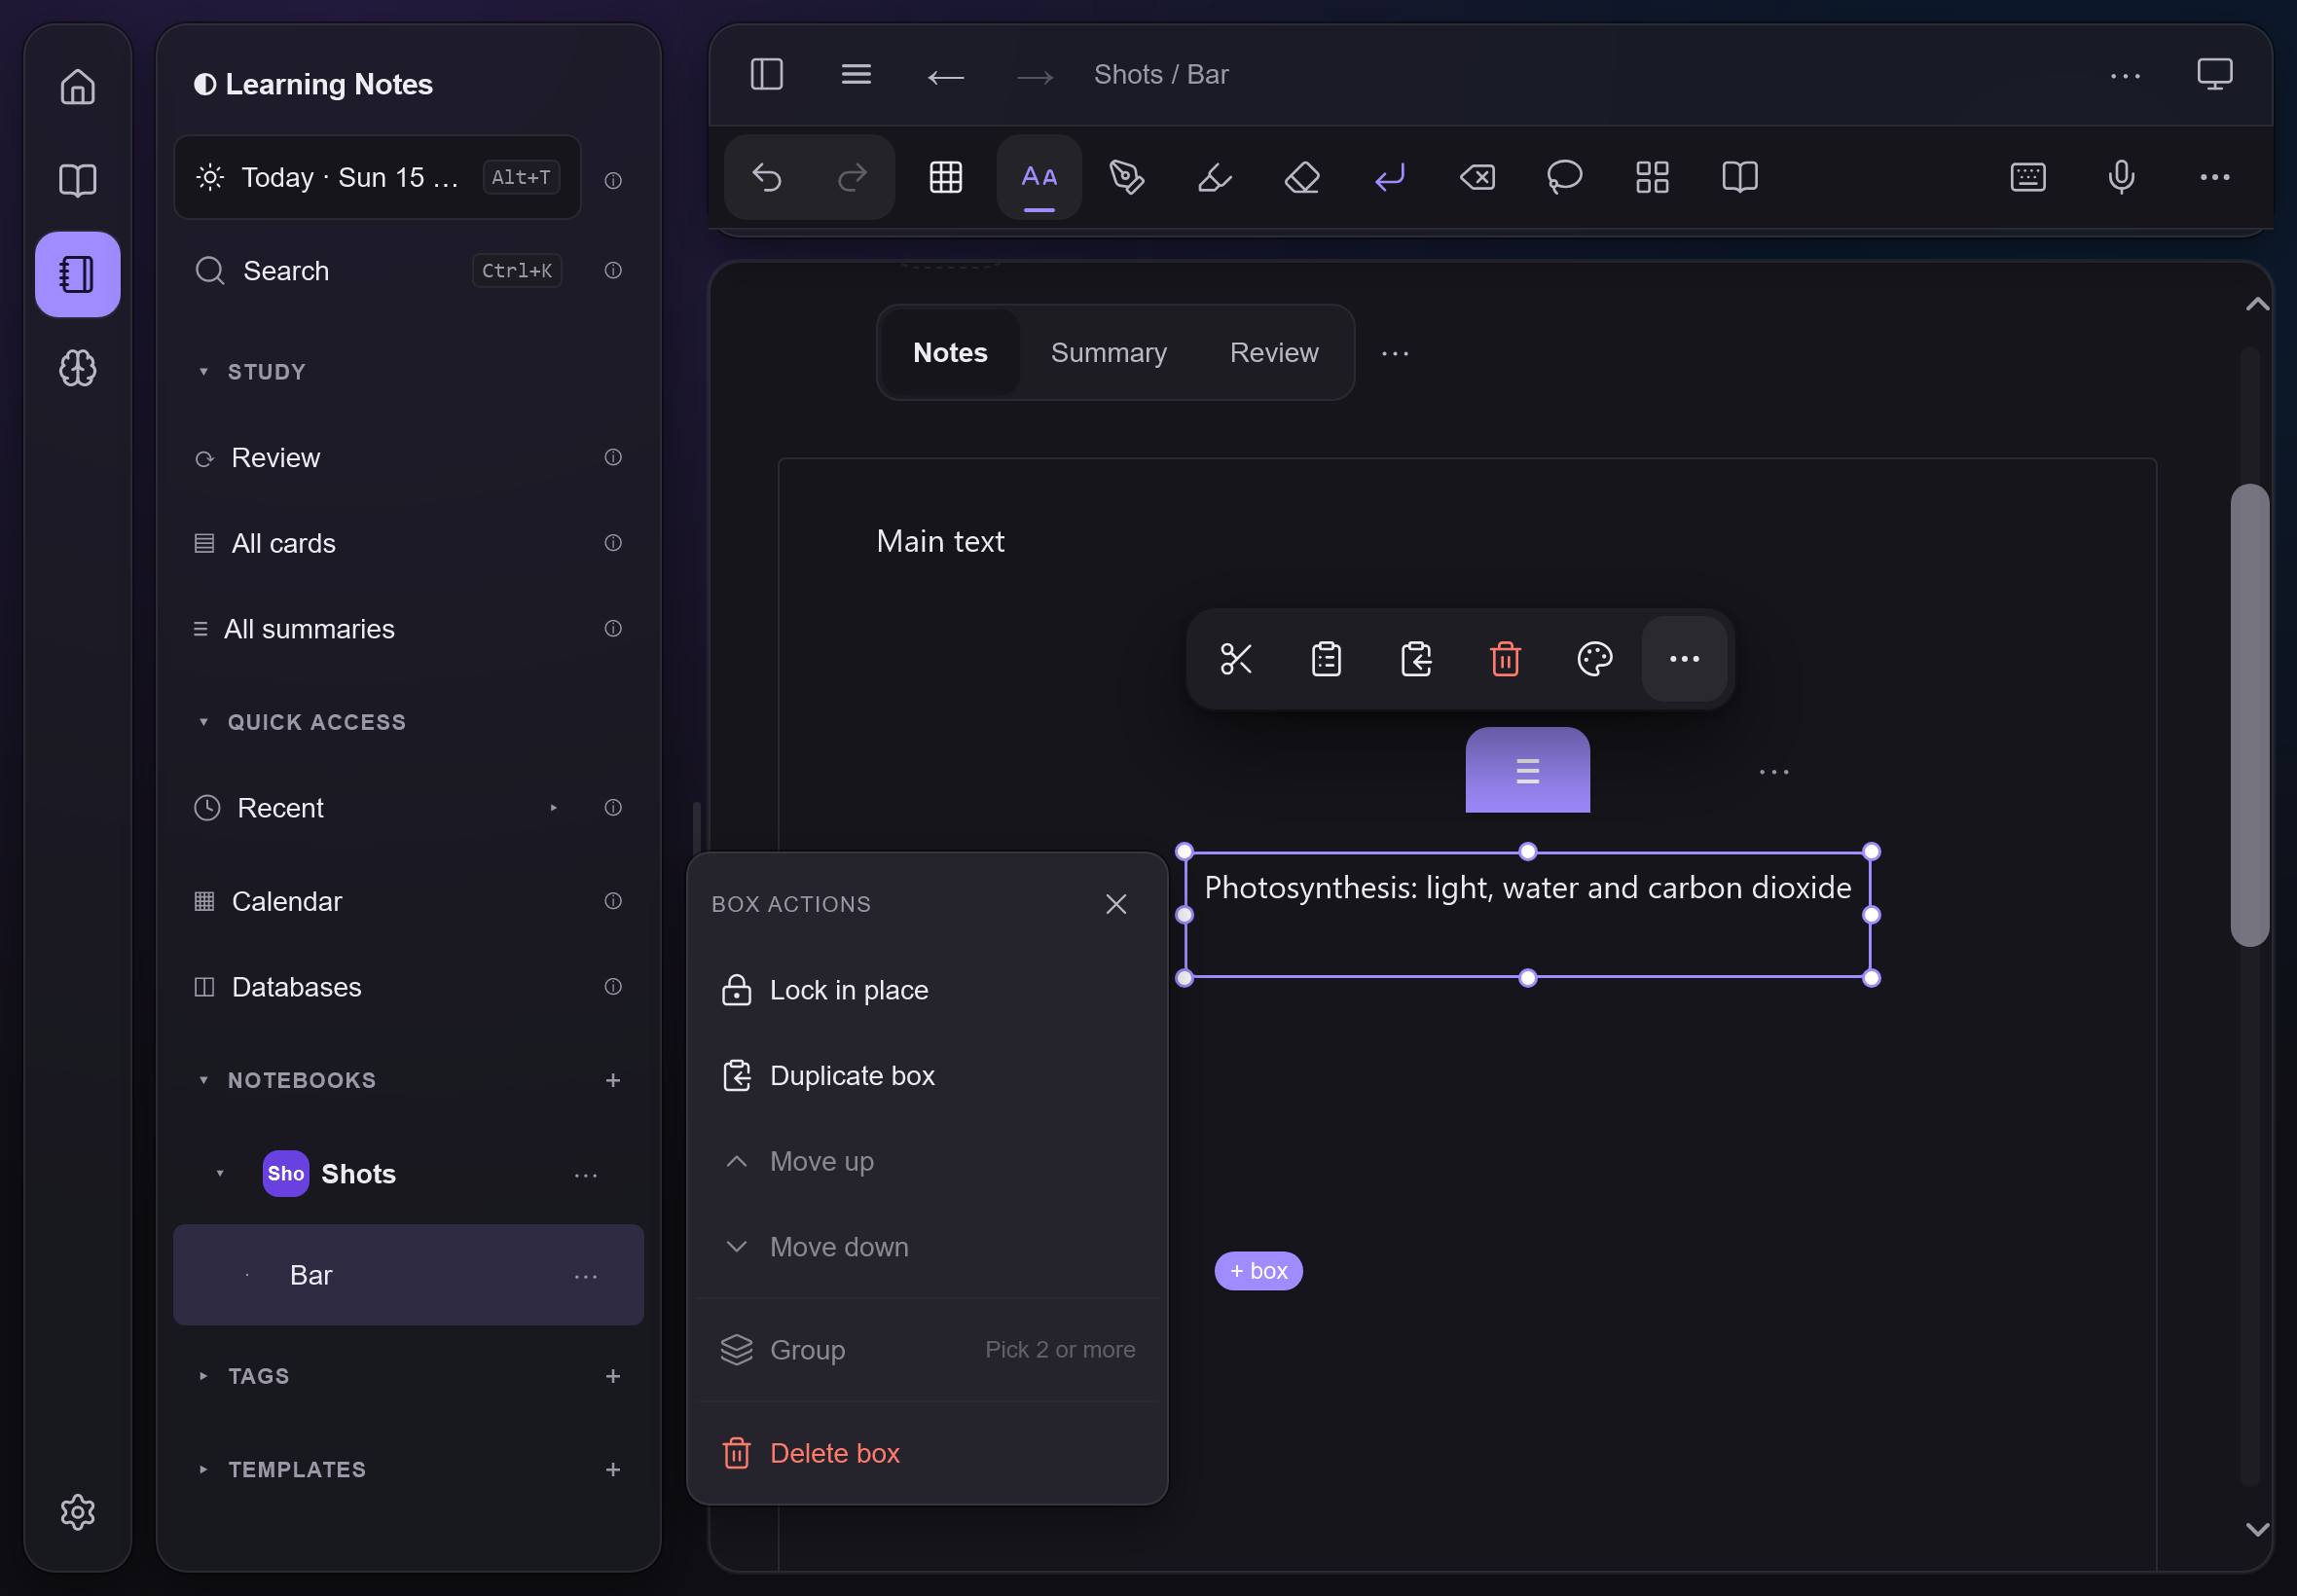 Learning Notes
Today · Sun 15 ... Alt+T
Search Ctrl+K
STUDY
Review
All cards
All summaries
QUICK ACCESS
Recent
Calendar
Databases
NOTEBOOKS +
Sho Shots ...
Bar ...
TAGS +
TEMPLATES +
Shots / Bar
AA
Notes Summary Review ...
Main text
Photosynthesis: light, water and carbon dioxide
BOX ACTIONS
Lock in place
Duplicate box
Move up
Move down
+ box
Group Pick 2 or more
Delete box